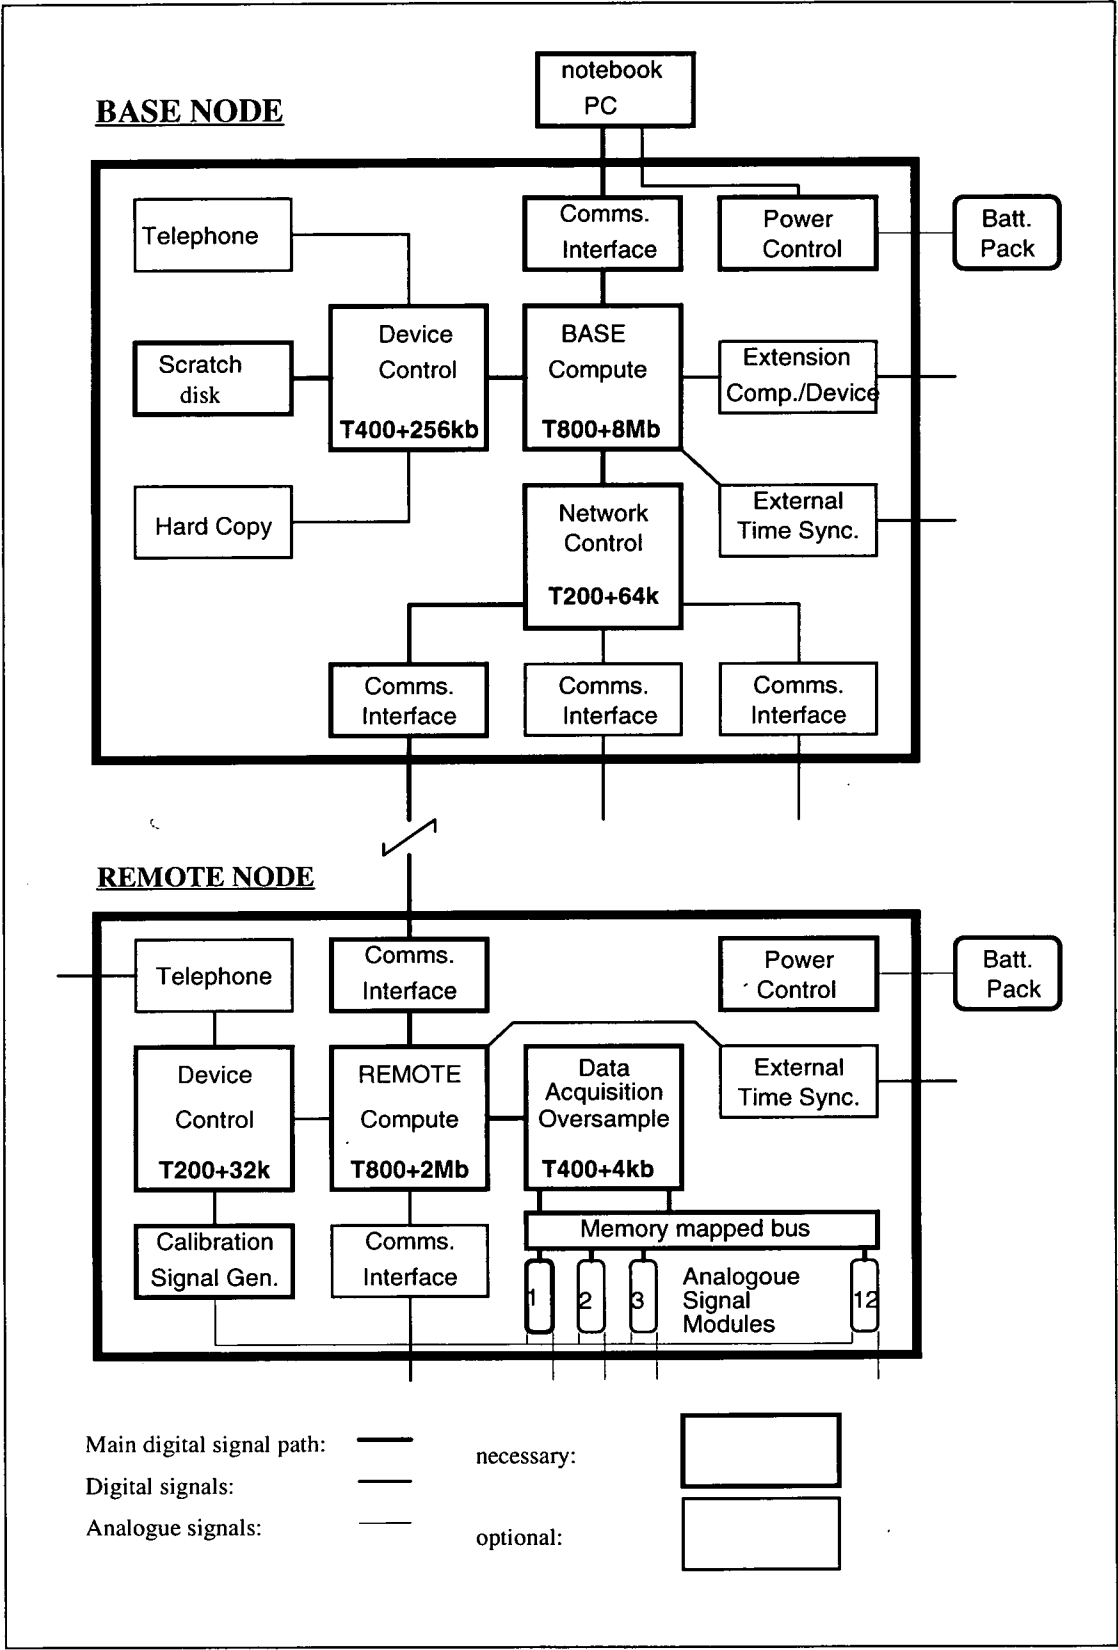 notebook
PC
BASE NODE
Telephone
Comms.
Interface
Power
Control
Batt.
Pack
Scratch
disk
Device
Control
T400+256kb
BASE
Compute
T800+8Mb
Extension
Comp./Device
Hard Copy
Network
Control
T200+64k
External
Time Sync.
Comms.
Interface
Comms.
Interface
Comms.
Interface
REMOTE NODE
Telephone
Comms.
Interface
Power
Control
Batt.
Pack
Device
Control
T200+32k
REMOTE
Compute
T800+2Mb
Data
Acquisition
Oversample
T400+4kb
External
Time Sync.
Calibration
Signal Gen.
Comms.
Interface
Memory mapped bus
1
2
3
Analogoue
Signal
Modules
12
Main digital signal path:
Digital signals:
Analogue signals:
necessary:
optional: